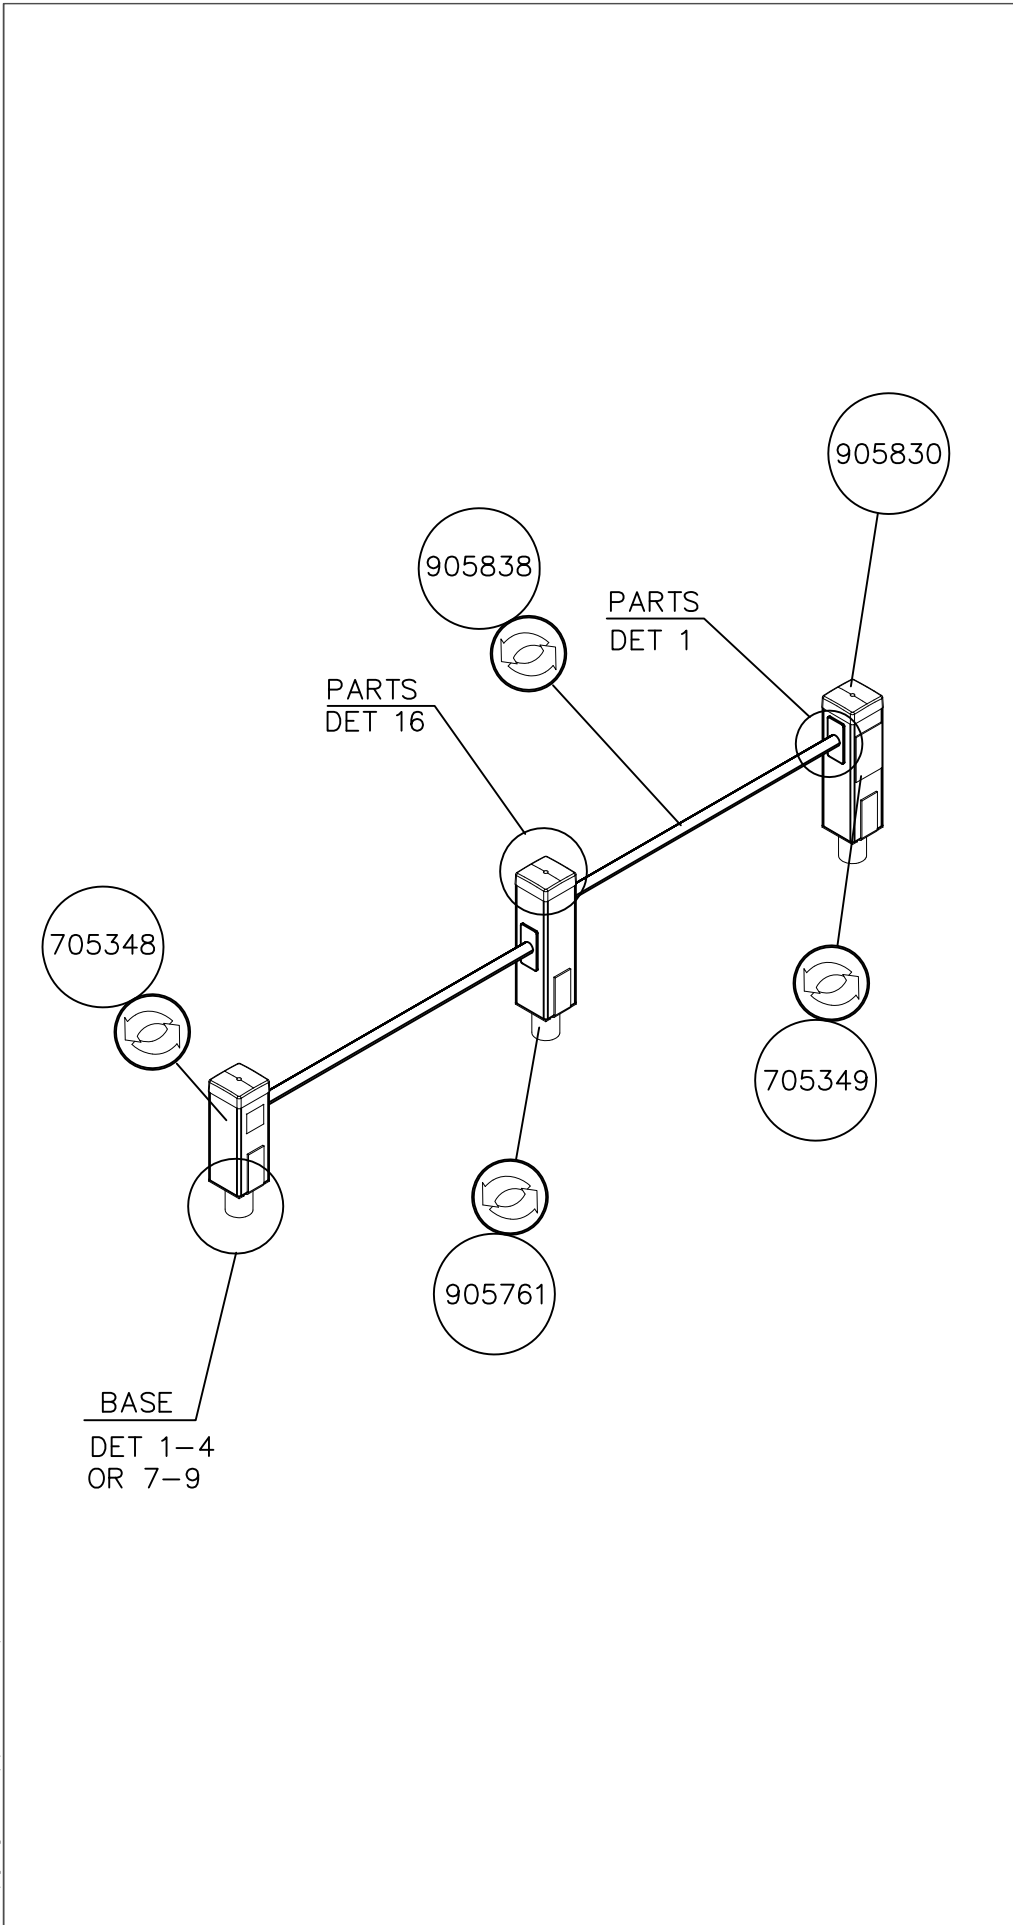 905830
905838
PARTS
DET 1
PARTS
DET 16
705348
705349
905761
BASE
DET 1-4
OR 7-9